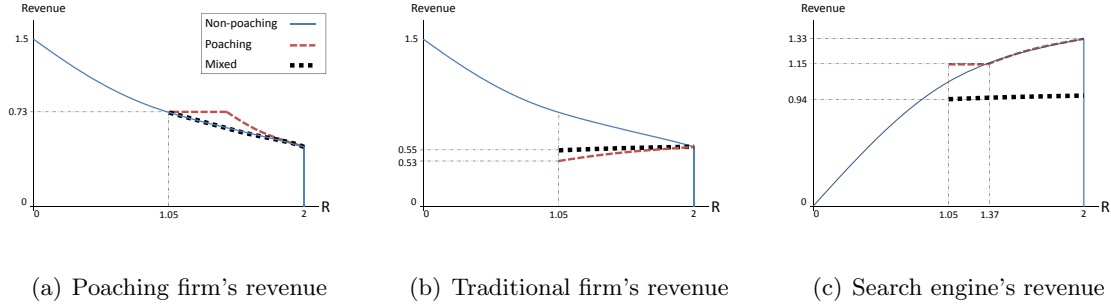 Revenue
1.5
0.73
0
0
1.05
2
R
Non-poaching
Poaching
Mixed
(a) Poaching firm's revenue
Revenue
1.5
0.55
0.53
0
0
1.05
2
R
(b) Traditional firm's revenue
Revenue
1.33
1.15
0.94
0
0
1.05
1.37
2
R
(c) Search engine's revenue